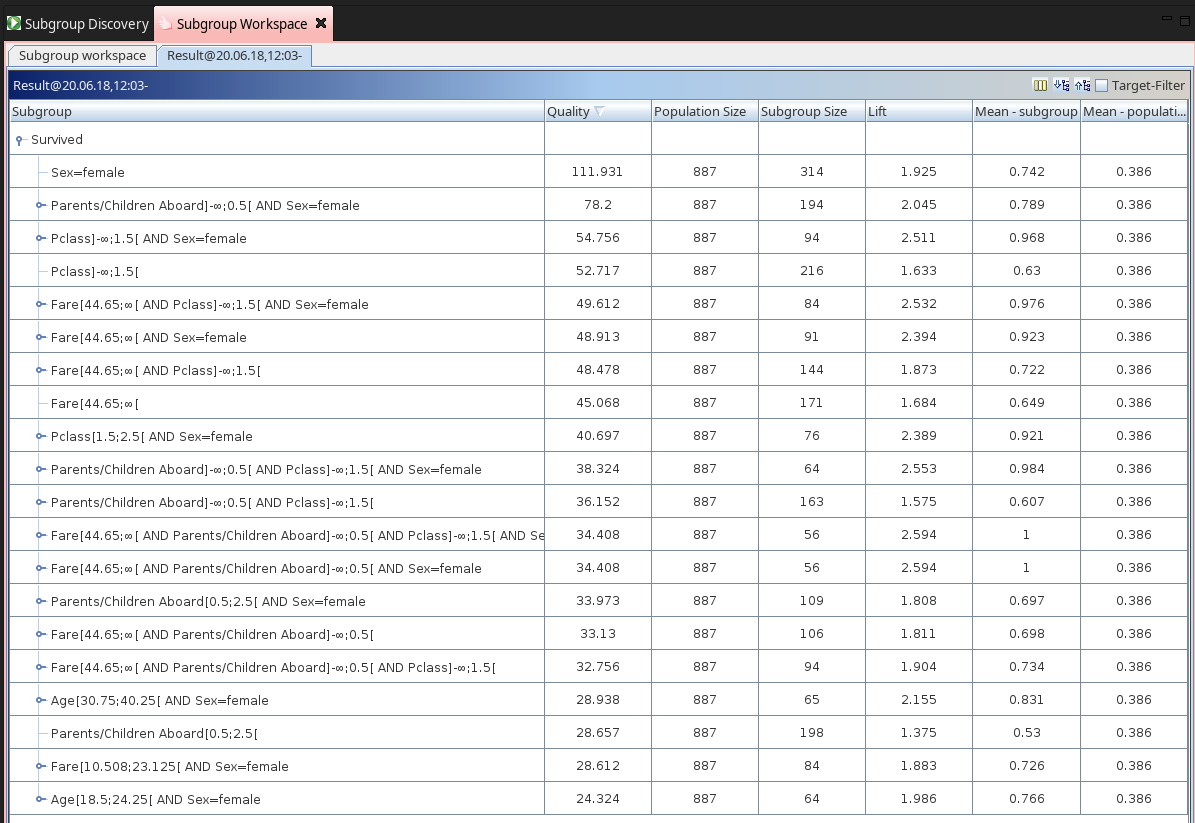 Subgroup Discovery Subgroup Workspace
Subgroup workspace Result@20.06.18,12:03-
Result@20.06.18,12:03- Target-Filter
Subgroup Quality Population Size Subgroup Size Lift Mean - subgroup Mean - populati...
Survived
Sex=female 111.931 887 314 1.925 0.742 0.386
Parents/Children Aboard]-∞;0.5[ AND Sex=female 78.2 887 194 2.045 0.789 0.386
Pclass]-∞;1.5[ AND Sex=female 54.756 887 94 2.511 0.968 0.386
Pclass]-∞;1.5[ 52.717 887 216 1.633 0.63 0.386
Fare[44.65;∞[ AND Pclass]-∞;1.5[ AND Sex=female 49.612 887 84 2.532 0.976 0.386
Fare[44.65;∞[ AND Sex=female 48.913 887 91 2.394 0.923 0.386
Fare[44.65;∞[ AND Pclass]-∞;1.5[ 48.478 887 144 1.873 0.722 0.386
Fare[44.65;∞[ 45.068 887 171 1.684 0.649 0.386
Pclass[1.5;2.5[ AND Sex=female 40.697 887 76 2.389 0.921 0.386
Parents/Children Aboard]-∞;0.5[ AND Pclass]-∞;1.5[ AND Sex=female 38.324 887 64 2.553 0.984 0.386
Parents/Children Aboard]-∞;0.5[ AND Pclass]-∞;1.5[ 36.152 887 163 1.575 0.607 0.386
Fare[44.65;∞[ AND Parents/Children Aboard]-∞;0.5[ AND Pclass]-∞;1.5[ AND Se 34.408 887 56 2.594 1 0.386
Fare[44.65;∞[ AND Parents/Children Aboard]-∞;0.5[ AND Sex=female 34.408 887 56 2.594 1 0.386
Parents/Children Aboard[0.5;2.5[ AND Sex=female 33.973 887 109 1.808 0.697 0.386
Fare[44.65;∞[ AND Parents/Children Aboard]-∞;0.5[ 33.13 887 106 1.811 0.698 0.386
Fare[44.65;∞[ AND Parents/Children Aboard]-∞;0.5[ AND Pclass]-∞;1.5[ 32.756 887 94 1.904 0.734 0.386
Age[30.75;40.25[ AND Sex=female 28.938 887 65 2.155 0.831 0.386
Parents/Children Aboard[0.5;2.5[ 28.657 887 198 1.375 0.53 0.386
Fare[10.508;23.125[ AND Sex=female 28.612 887 84 1.883 0.726 0.386
Age[18.5;24.25[ AND Sex=female 24.324 887 64 1.986 0.766 0.386